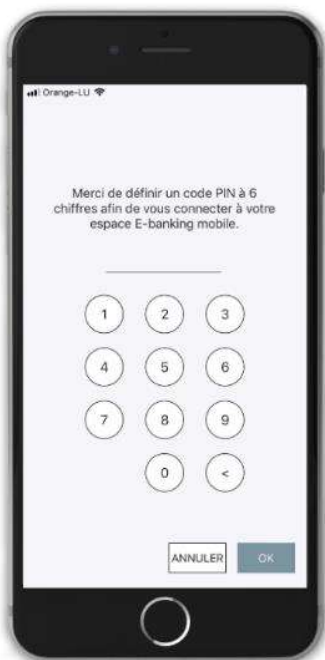 Orange-LU
Merci de définir un code PIN à 6
chiffres afin de vous connecter à votre
espace E-banking mobile.
1 2 3
4 5 6
7 8 9
0 <
ANNULER OK